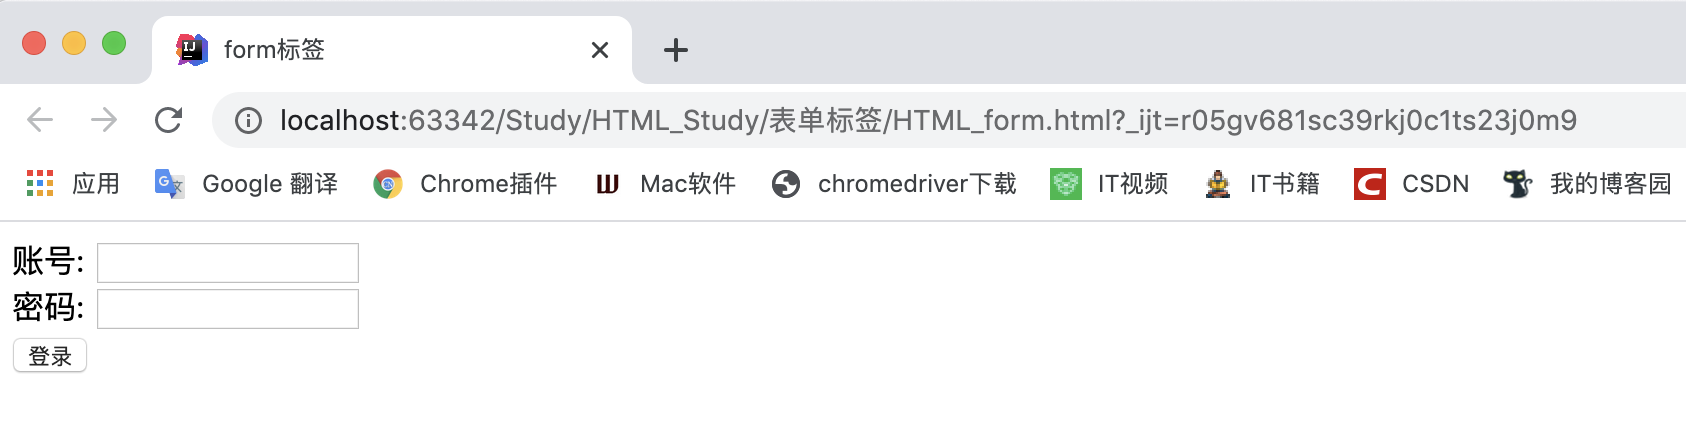 form标签
localhost:63342/Study/HTML_Study/表单标签/HTML_form.html?_ijt=r05gv681sc39rkj0c1ts23j0m9
应用 Google 翻译 Chrome插件 Mac软件 chromedriver下载 IT视频 IT书籍 CSDN 我的博客园
账号:
密码:
登录